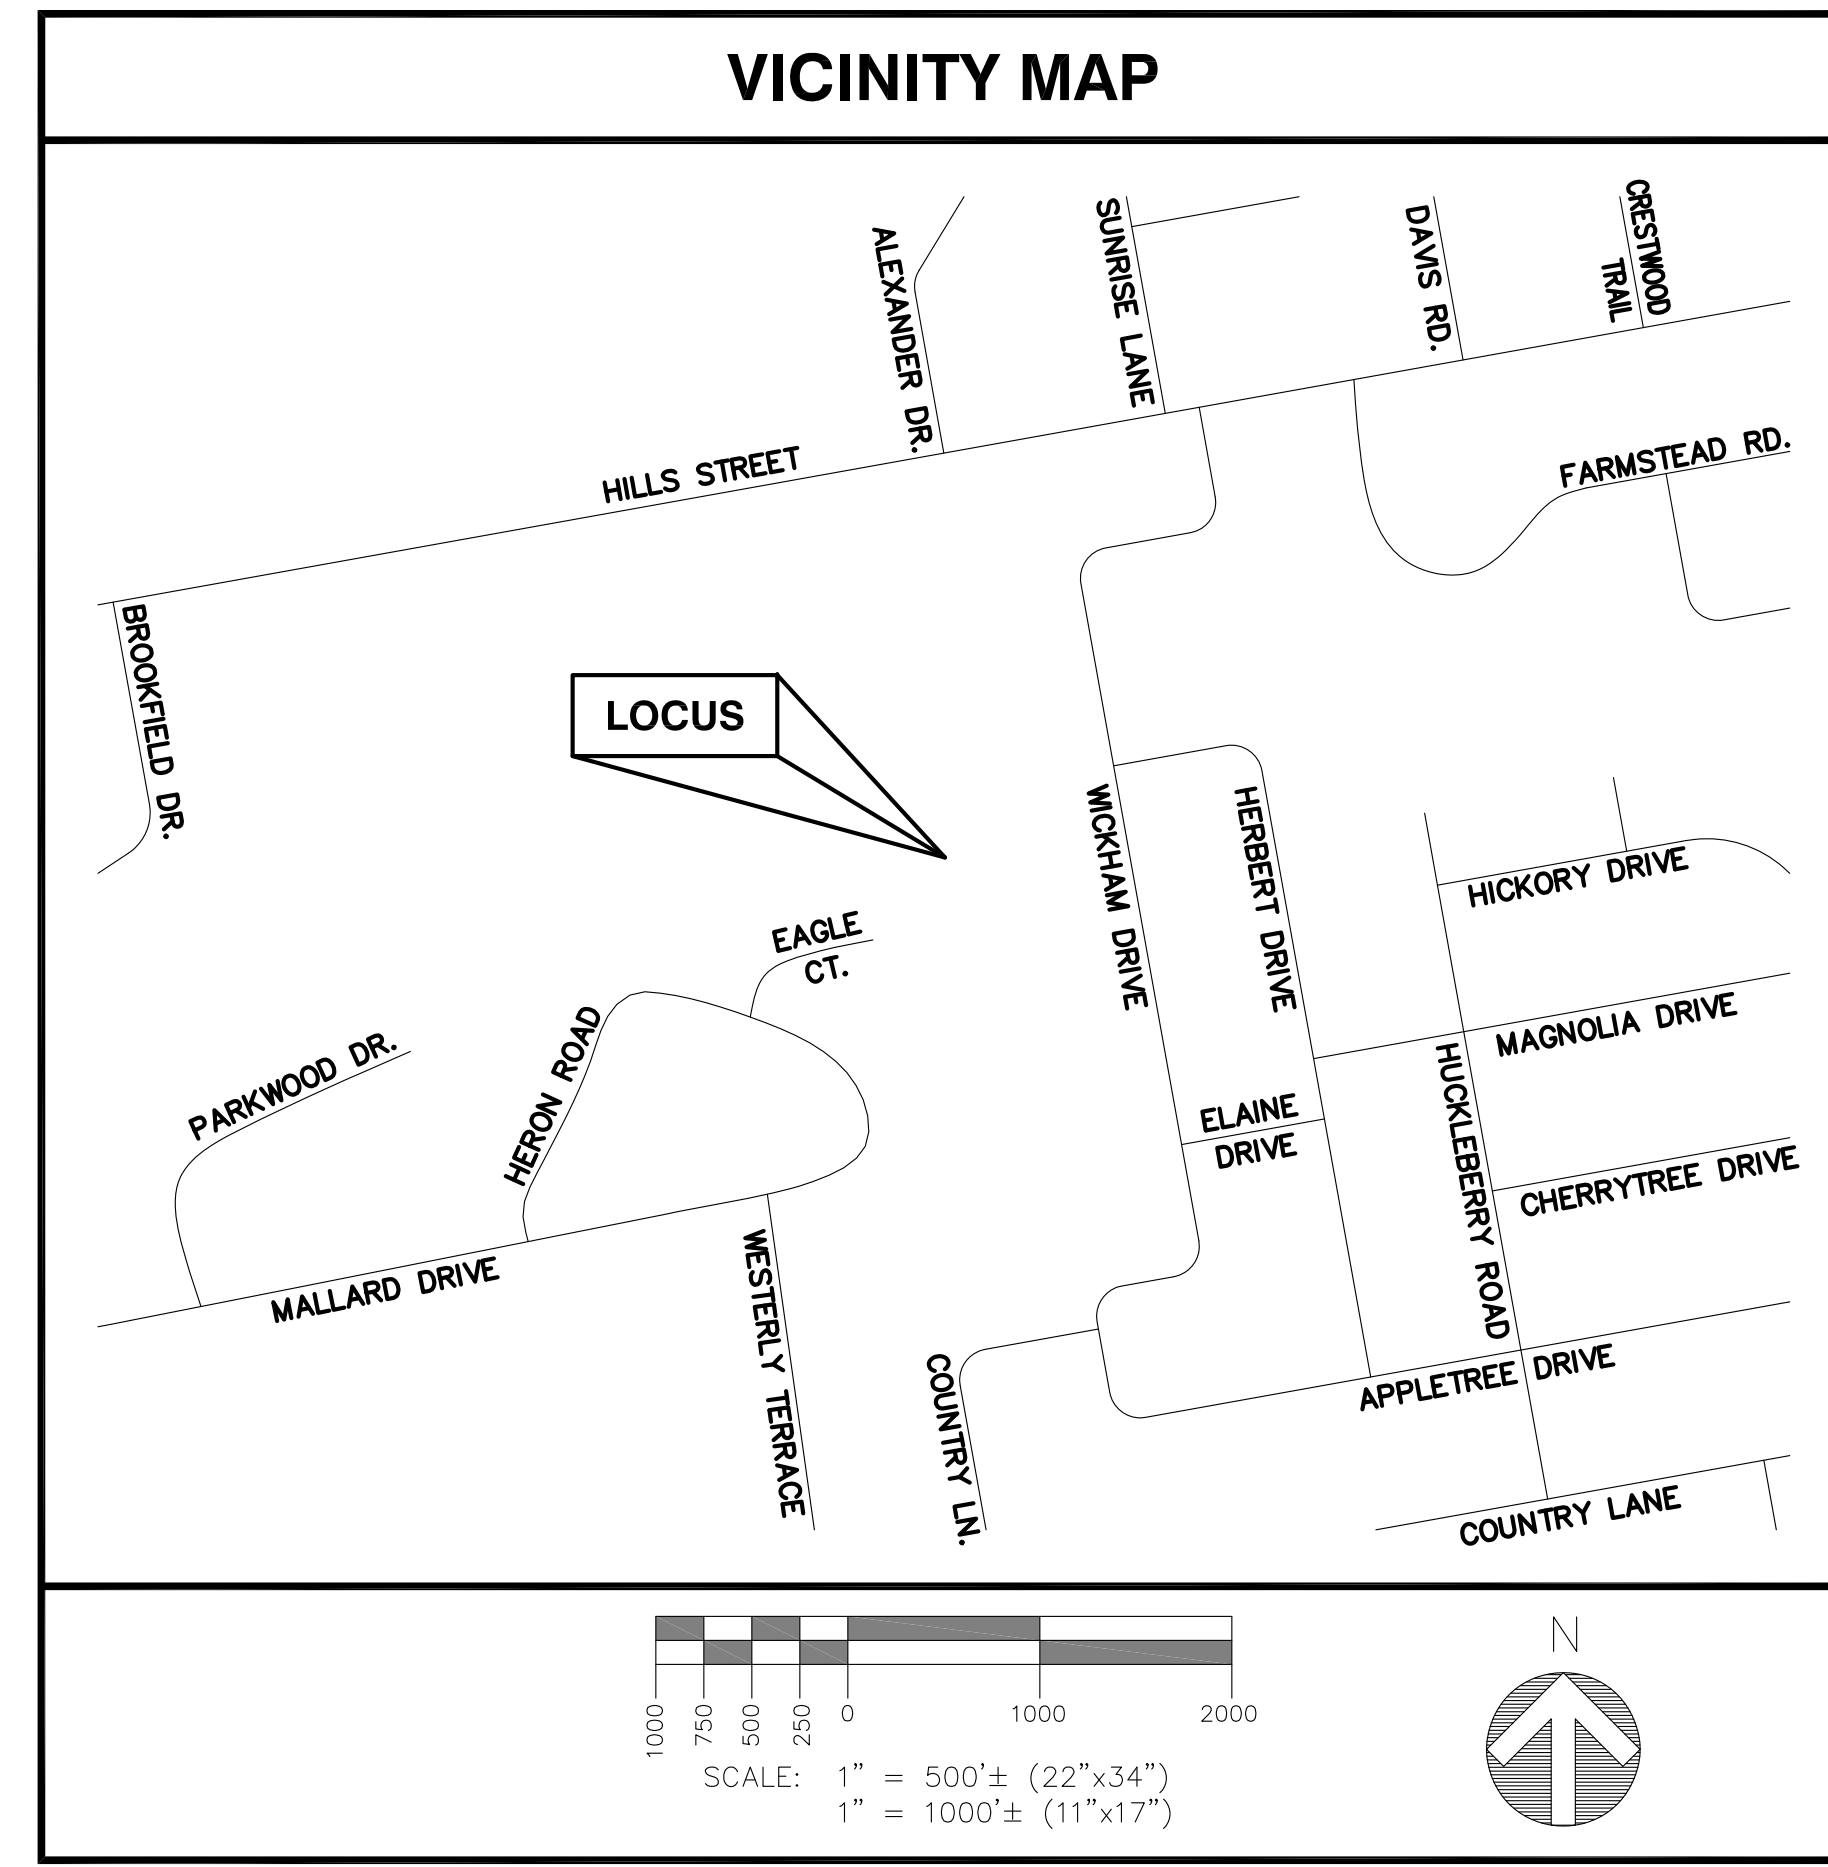 VICINITY MAP
ALEXANDER DR.
SUNRISE LANE
DAVIS RD.
CRESTWOOD
TRAIL
HILLS STREET
FARMSTEAD RD.
BROOKFIELD DR.
LOCUS
WICKHAM DRIVE
HERBERT DRIVE
HICKORY DRIVE
EAGLE
CT.
HERON ROAD
PARKWOOD DR.
MAGNOLIA DRIVE
HUCKLEBERRY ROAD
ELAINE
DRIVE
CHERRYTREE DRIVE
MALLARD DRIVE
WESTERLY TERRACE
COUNTRY LN.
APPLETREE DRIVE
COUNTRY LANE
1000 750 500 250 0 1000 2000
SCALE: 1" = 500'± (22"x34")
1" = 1000'± (11"x17")
N